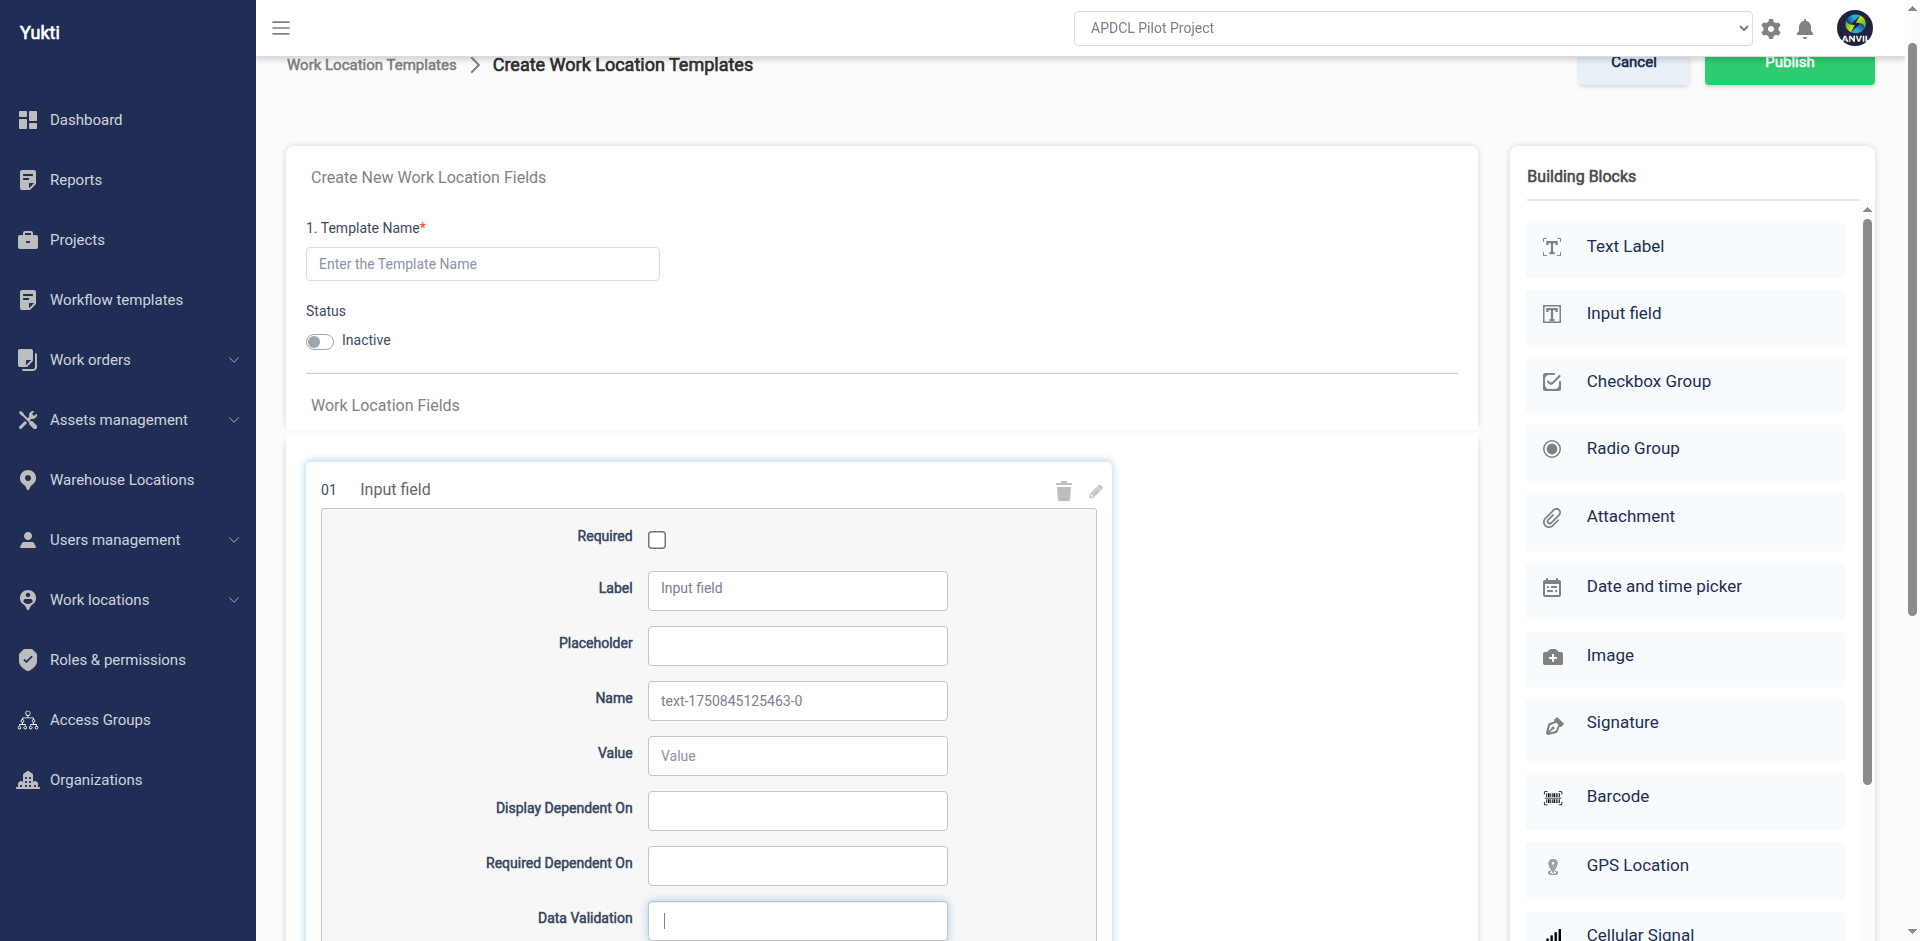 Yukti
APDCL Pilot Project
ANVIL
Dashboard
Reports
Projects
Workflow templates
Work orders
Assets management
Warehouse Locations
Users management
Work locations
Roles & permissions
Access Groups
Organizations
Work Location Templates > Create Work Location Templates
Cancel
Publish
Create New Work Location Fields
1. Template Name*
Enter the Template Name
Status
Inactive
Work Location Fields
01 Input field
Required
Label Input field
Placeholder
Name text-1750845125463-0
Value Value
Display Dependent On
Required Dependent On
Data Validation
Building Blocks
Text Label
Input field
Checkbox Group
Radio Group
Attachment
Date and time picker
Image
Signature
Barcode
GPS Location
Cellular Signal